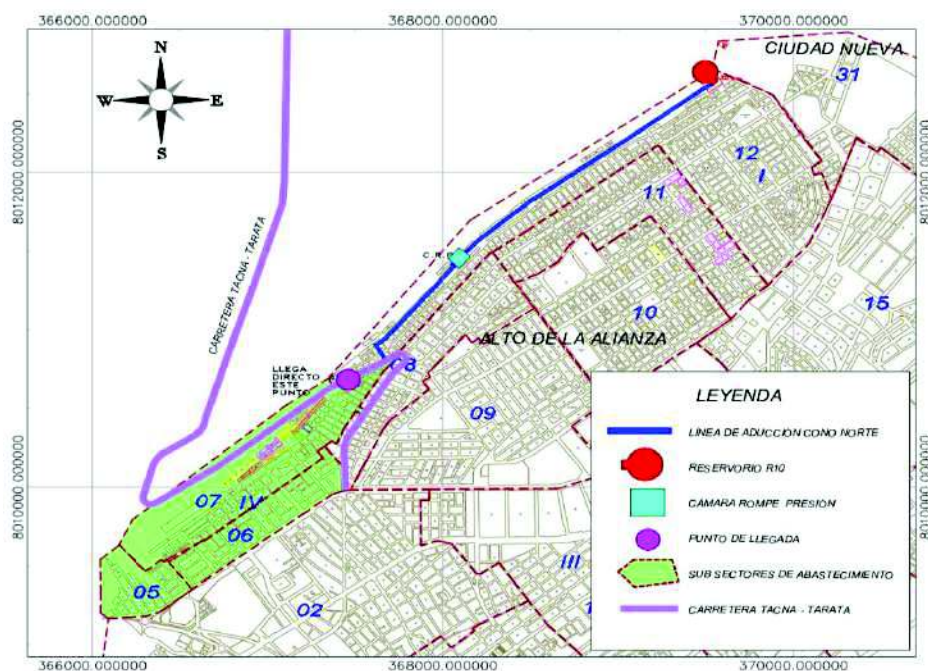 366000.000000 368000.000000 370000.000000
CIUDAD NUEVA
31
N
W E
S
8012000.000000
8012000.000000
12
I
11
CARRETERA TACNA - TARATA
C.R.P
15
10
ALTO DE LA ALIANZA
08
LLEGA
DIRECTO
ESTE
PUNTO
09
07 IV
06
05
02
III
8010000.000000
8010000.000000
LEYENDA
LINEA DE ADUCCION CONO NORTE
RESERVORIO R10
CAMARA ROMPE PRESION
PUNTO DE LLEGADA
SUB SECTORES DE ABASTECIMIENTO
CARRETERA TACNA - TARATA
366000.000000 368000.000000 370000.000000